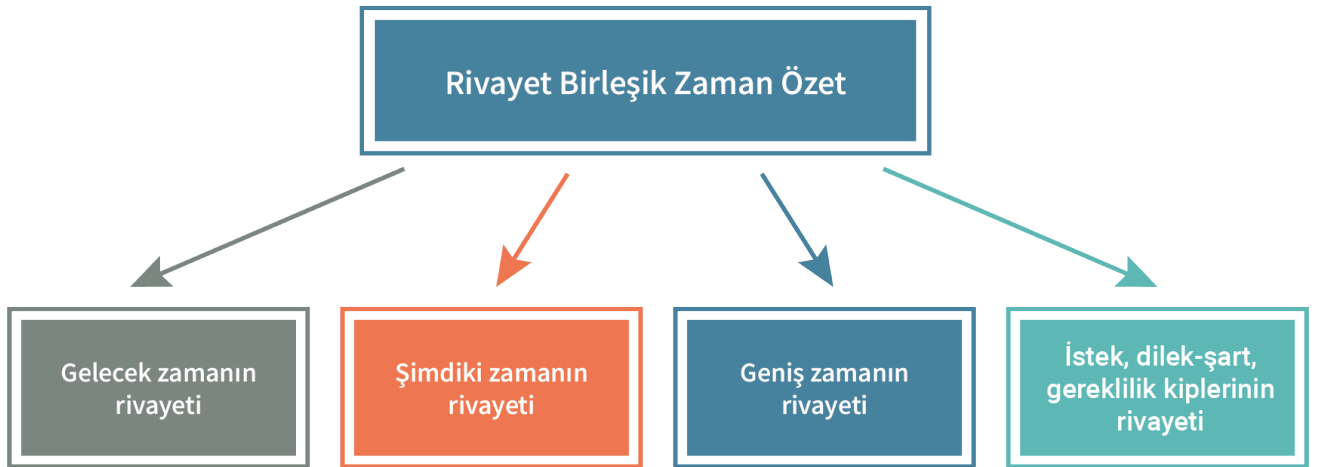 Rivayet Birleşik Zaman Özet
Gelecek zamanın
rivayeti
Şimdiki zamanın
rivayeti
Geniş zamanın
rivayeti
İstek, dilek-şart,
gereklilik kiplerinin
rivayeti